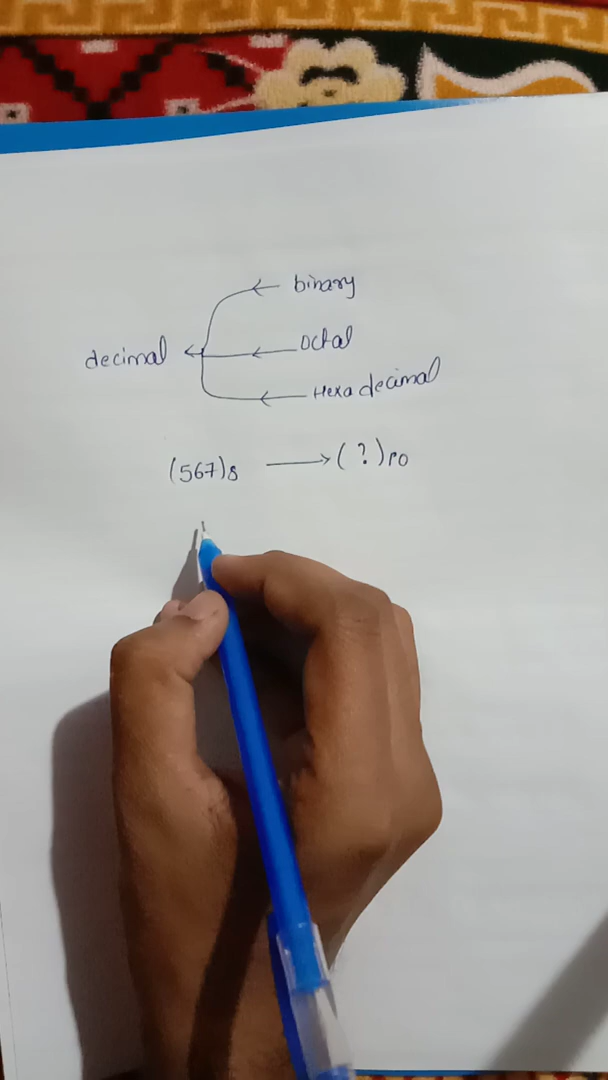 binary
decimal
Octal
Hexa decimal
(567)8 → (?)10